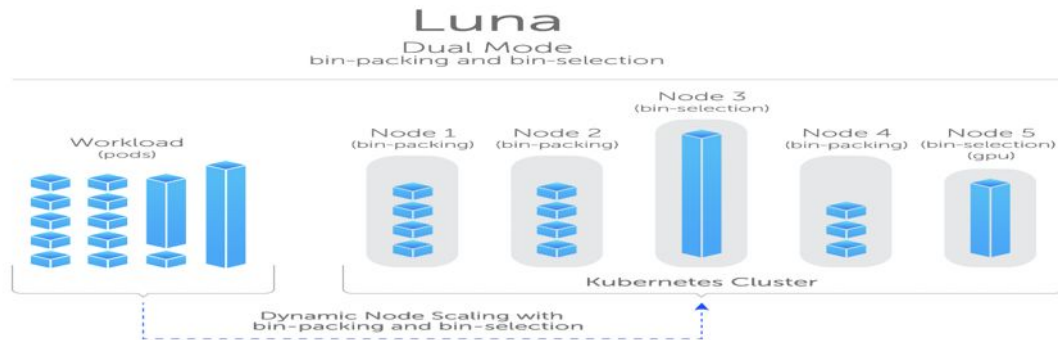 Luna
Dual Mode
bin-packing and bin-selection
Workload
(pods)
Node 1
(bin-packing)
Node 2
(bin-packing)
Node 3
(bin-selection)
Node 4
(bin-packing)
Node 5
(bin-selection)
(gpu)
Kubernetes Cluster
Dynamic Node Scaling with
bin-packing and bin-selection